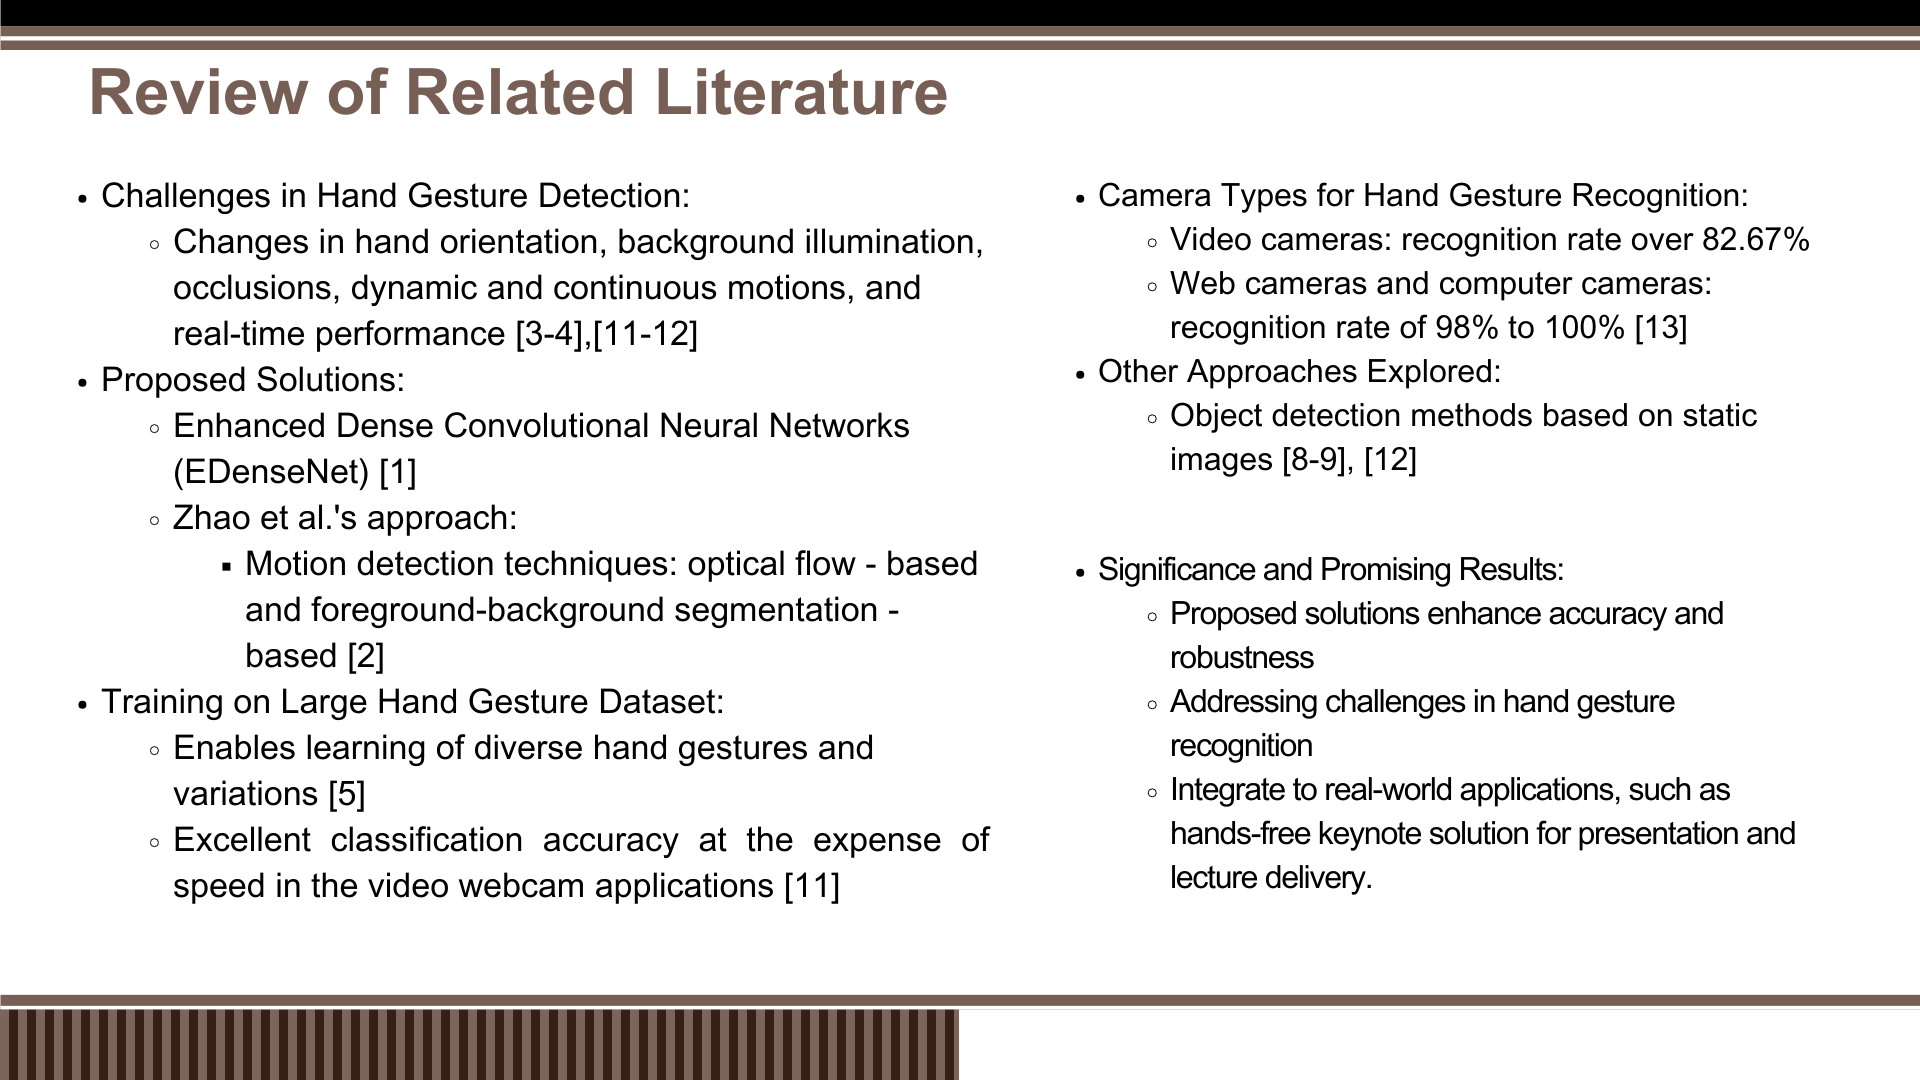 Review of Related Literature
• Challenges in Hand Gesture Detection:
◦ Changes in hand orientation, background illumination,
occlusions, dynamic and continuous motions, and
real-time performance [3-4],[11-12]
• Proposed Solutions:
◦ Enhanced Dense Convolutional Neural Networks
(EDenseNet) [1]
◦ Zhao et al.'s approach:
▪ Motion detection techniques: optical flow - based
and foreground-background segmentation -
based [2]
• Training on Large Hand Gesture Dataset:
◦ Enables learning of diverse hand gestures and
variations [5]
◦ Excellent classification accuracy at the expense of
speed in the video webcam applications [11]
• Camera Types for Hand Gesture Recognition:
◦ Video cameras: recognition rate over 82.67%
◦ Web cameras and computer cameras:
recognition rate of 98% to 100% [13]
• Other Approaches Explored:
◦ Object detection methods based on static
images [8-9], [12]
• Significance and Promising Results:
◦ Proposed solutions enhance accuracy and
robustness
◦ Addressing challenges in hand gesture
recognition
◦ Integrate to real-world applications, such as
hands-free keynote solution for presentation and
lecture delivery.